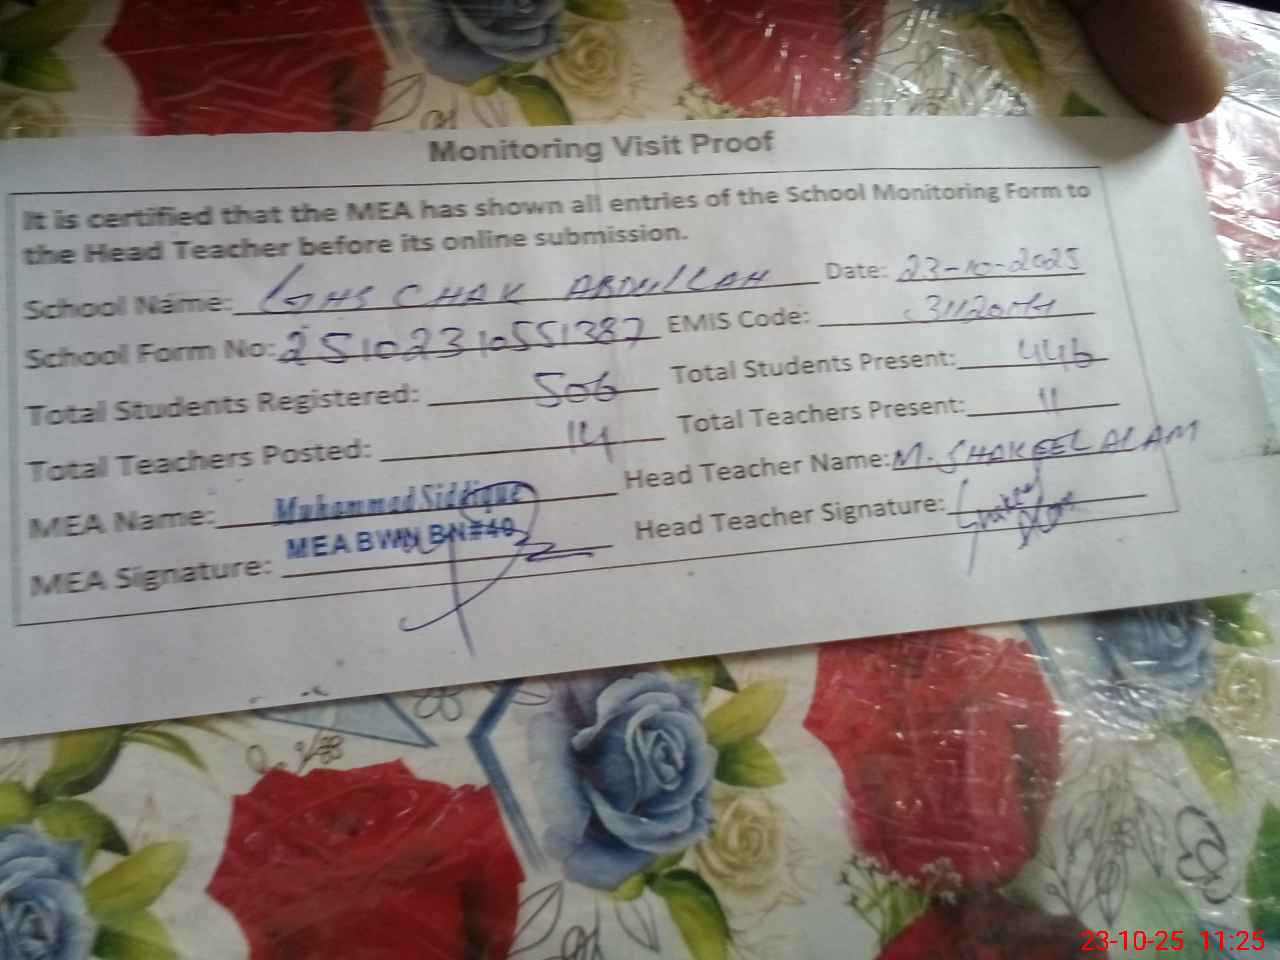 Monitoring Visit Proof
It is certified that the MEA has shown all entries of the School Monitoring Form to
the Head Teacher before its online submission.
School Name: GHS CHAK ABDULLAH Date: 23-10-2025
School Form No: 25102310551387 EMIS Code:
Total Students Registered: 506 Total Students Present: 446
Total Teachers Posted: 14 Total Teachers Present: 11
MEA Name: Muhammad Siddique Head Teacher Name: M. SHAKEEL ALAM
MEA BWN BN#40
MEA Signature: Head Teacher Signature:
23-10-25 11:25